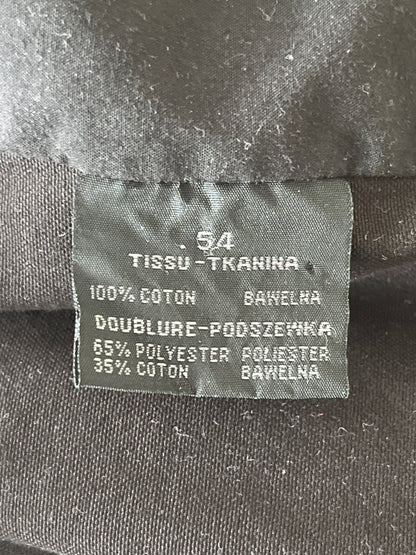 54
TISSU-TKANINA
100% COTON BAWELNA
DOUBLURE-PODSZEWKA
65% POLYESTER POLIESTER
35% COTON BAWELNA